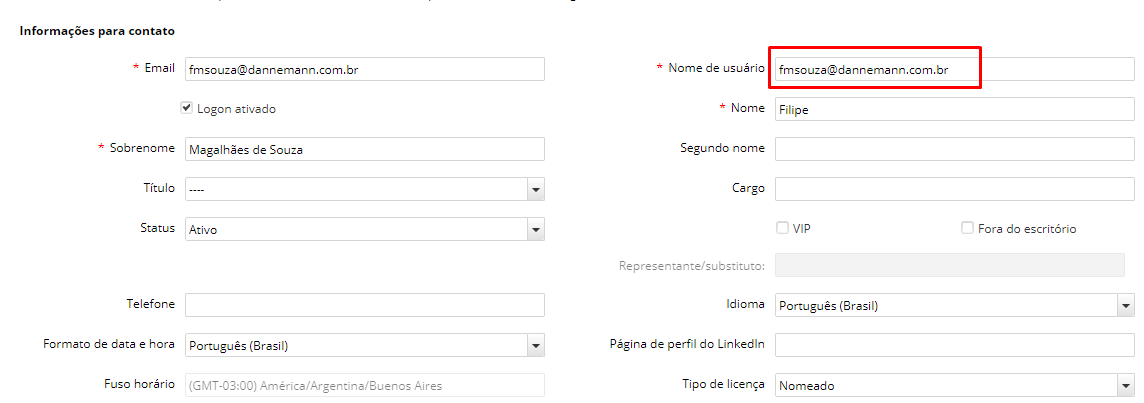 Informações para contato
* Email fmsouza@dannemann.com.br * Nome de usuário fmsouza@dannemann.com.br
Logon ativado * Nome Filipe
* Sobrenome Magalhães de Souza Segundo nome
Título ---- Cargo
Status Ativo VIP Fora do escritório
Representante/substituto:
Telefone Idioma Português (Brasil)
Formato de data e hora Português (Brasil) Página de perfil do LinkedIn
Fuso horário (GMT-03:00) América/Argentina/Buenos Aires Tipo de licença Nomeado